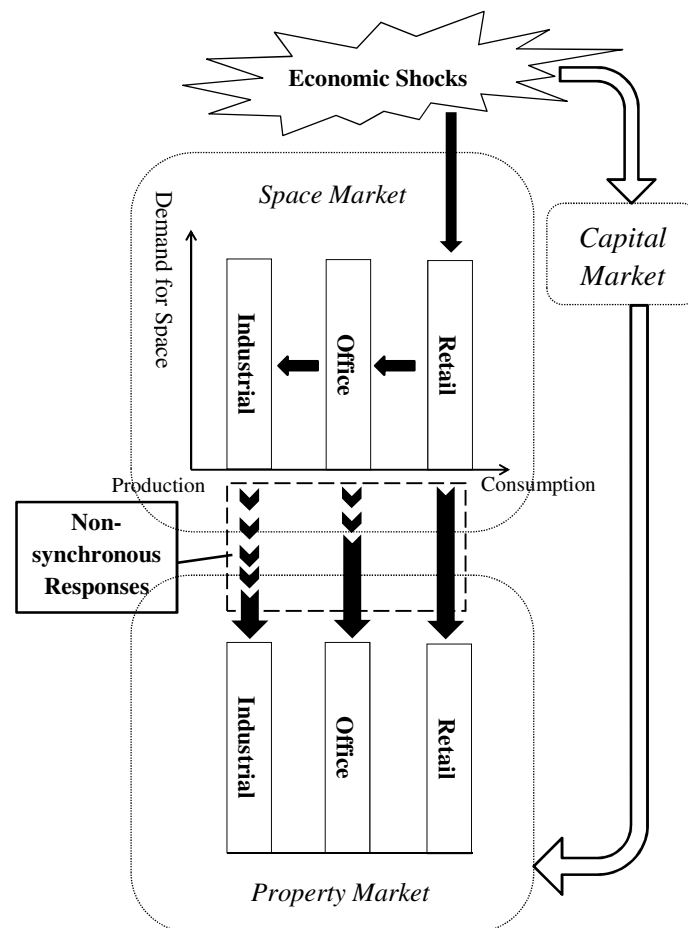 Economic Shocks
Space Market
Capital
Market
Demand for Space
Industrial
Office
Retail
Production
Consumption
Non-
synchronous
Responses
Industrial
Office
Retail
Property Market